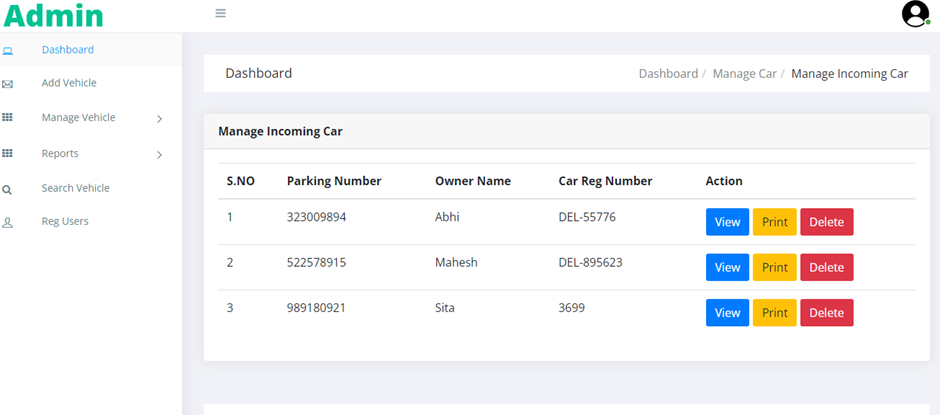 Admin
Dashboard
Add Vehicle
Manage Vehicle
Reports
Search Vehicle
Reg Users
Dashboard
Dashboard / Manage Car / Manage Incoming Car
Manage Incoming Car
S.NO Parking Number Owner Name Car Reg Number Action
1 323009894 Abhi DEL-55776 View Print Delete
2 522578915 Mahesh DEL-895623 View Print Delete
3 989180921 Sita 3699 View Print Delete